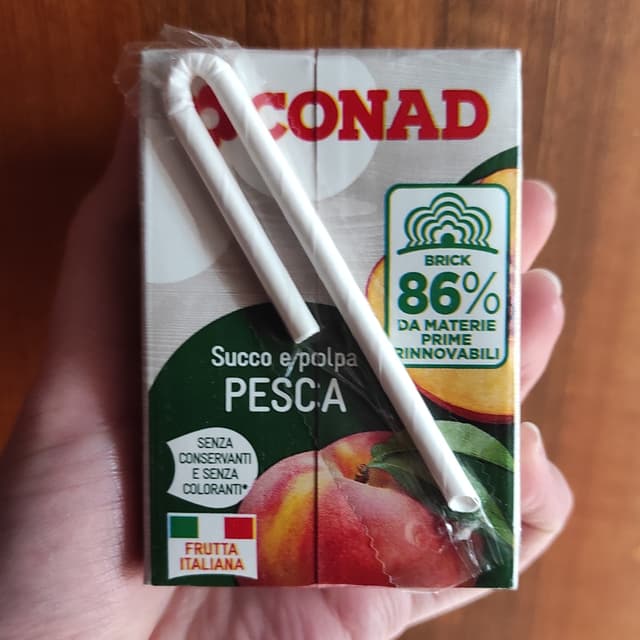 CONAD
BRICK
86%
DA MATERIE
PRIME
RINNOVABILI
Succo e polpa
PESCA
SENZA
CONSERVANTI
E SENZA
COLORANTI*
FRUTTA
ITALIANA